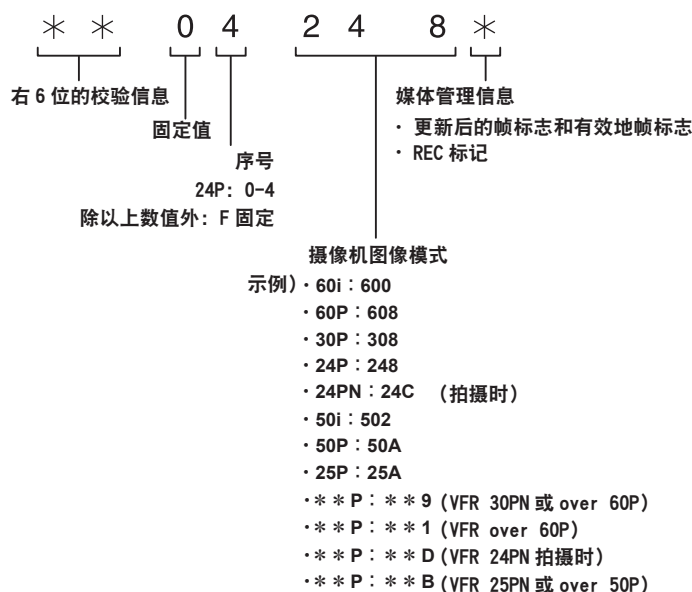 ＊ ＊ 0 4 2 4 8 ＊
右 6 位的校验信息
固定值
序号
24P: 0-4
除以上数值外: F 固定
媒体管理信息
· 更新后的帧标志和有效地帧标志
· REC 标记
摄像机图像模式
示例) · 60i：600
· 60P：608
· 30P：308
· 24P：248
· 24PN：24C （拍摄时）
· 50i：502
· 50P：50A
· 25P：25A
·＊＊P：＊＊9 (VFR 30PN 或 over 60P)
·＊＊P：＊＊1 (VFR over 60P)
·＊＊P：＊＊D (VFR 24PN 拍摄时)
·＊＊P：＊＊B (VFR 25PN 或 over 50P)